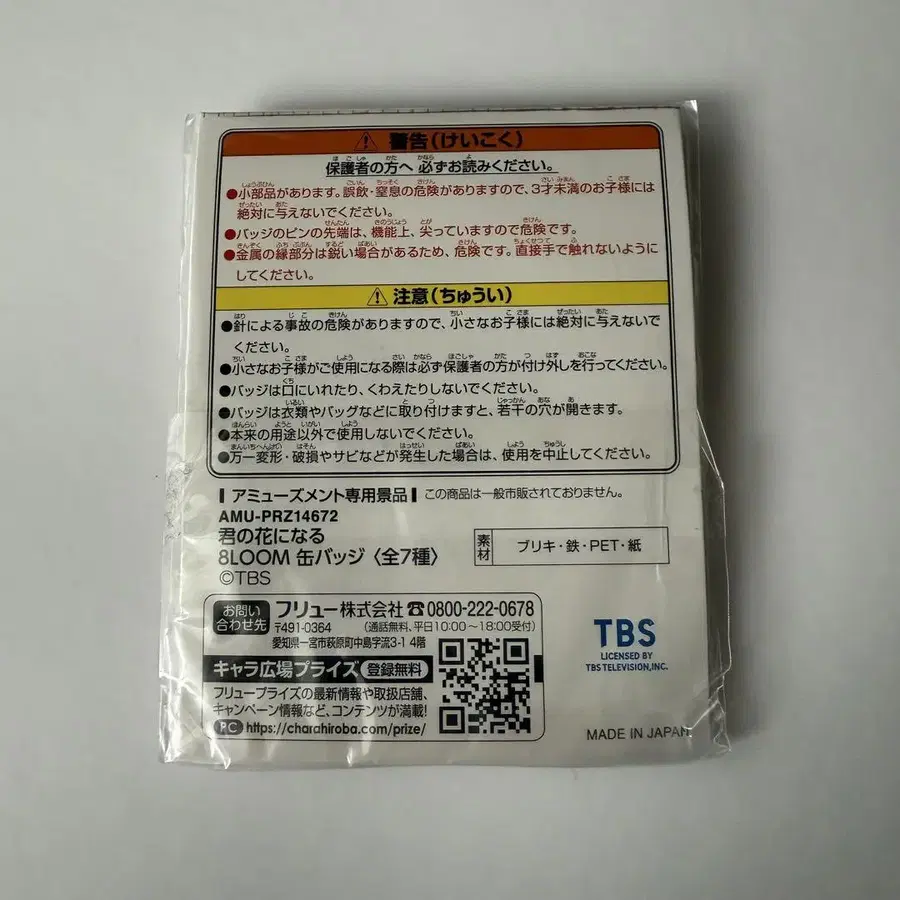 ⚠ 警告(けいこく)
保護者の方へ 必ずお読みください。
●小部品があります。誤飲・窒息の危険がありますので、3才未満のお子様には
絶対に与えないでください。
●バッジのピンの先端は、機能上、尖っていますので危険です。
●金属の縁部分は鋭い場合があるため、危険です。直接手で触れないように
してください。
⚠ 注意(ちゅうい)
●針による事故の危険がありますので、小さなお子様には絶対に与えないで
ください。
●小さなお子様がご使用になる際は必ず保護者の方が付け外しを行ってください。
●バッジは口にいれたり、くわえたりしないでください。
●バッジは衣類やバッグなどに取り付けますと、若干の穴が開きます。
●本来の用途以外で使用しないでください。
●万一変形・破損やサビなどが発生した場合は、使用を中止してください。
アミューズメント専用景品 この商品は一般市販されておりません。
AMU-PRZ14672
君の花になる
8LOOM 缶バッジ〈全7種〉
©TBS
素材 ブリキ・鉄・PET・紙
お問い合わせ先 フリュー株式会社 ☎0800-222-0678
〒491-0364 (通話無料、平日10:00~18:00受付)
愛知県一宮市萩原町中島字流3-1 4階
キャラ広場プライズ 登録無料
フリュープライズの最新情報や取扱店舗、
キャンペーン情報など、コンテンツが満載!
PC https://charahiroba.com/prize/
TBS
LICENSED BY
TBS TELEVISION,INC.
MADE IN JAPAN